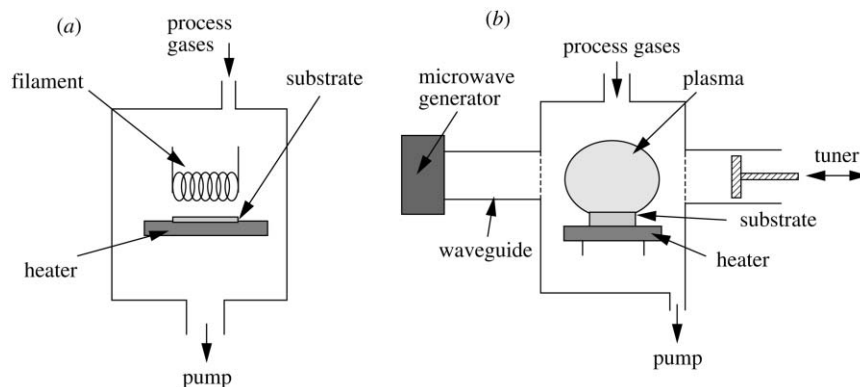 (a)
process
gases
filament
substrate
heater
pump
(b)
process gases
microwave
generator
plasma
tuner
substrate
waveguide
heater
pump